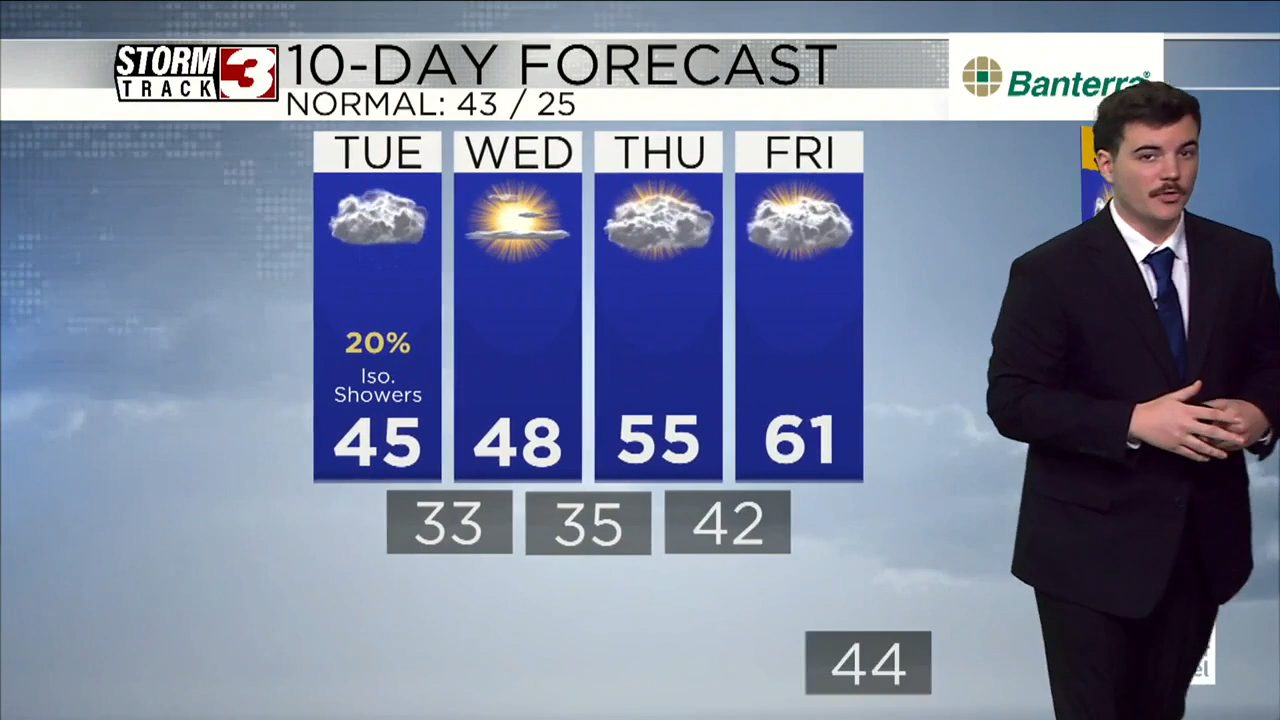 STORM
TRACK 3
10-DAY FORECAST
NORMAL: 43 / 25
Banterra
TUE WED THU FRI
20%
Iso.
Showers
45 48 55 61
33 35 42
44